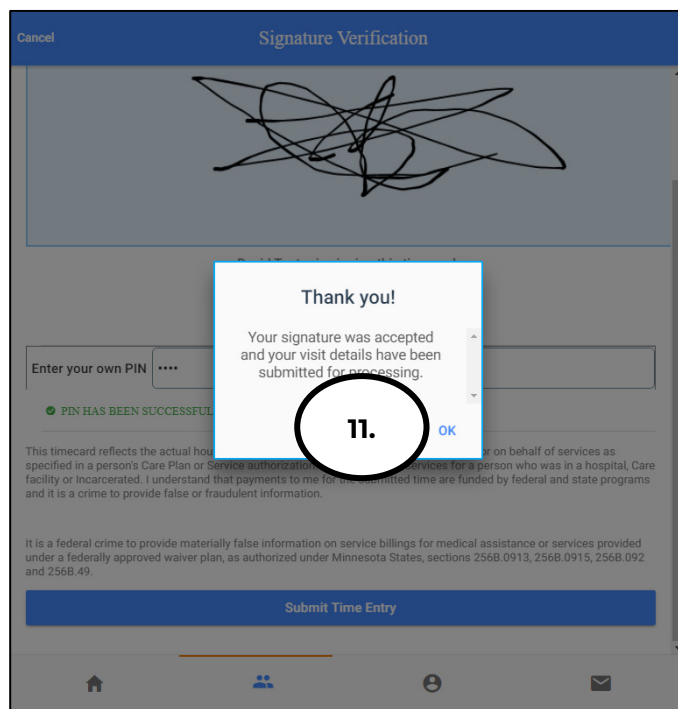 Cancel
Signature Verification
Thank you!
Your signature was accepted
and your visit details have been
submitted for processing.
11.
OK
Enter your own PIN ••••
PIN HAS BEEN SUCCESSFUL
This timecard reflects the actual hou or on behalf of services as
specified in a person's Care Plan or Service authorization services for a person who was in a hospital, Care
facility or Incarcerated. I understand that payments to me for the submitted time are funded by federal and state programs
and it is a crime to provide false or fraudulent information.
It is a federal crime to provide materially false information on service billings for medical assistance or services provided
under a federally approved waiver plan, as authorized under Minnesota States, sections 256B.0913, 256B.0915, 256B.092
and 256B.49.
Submit Time Entry